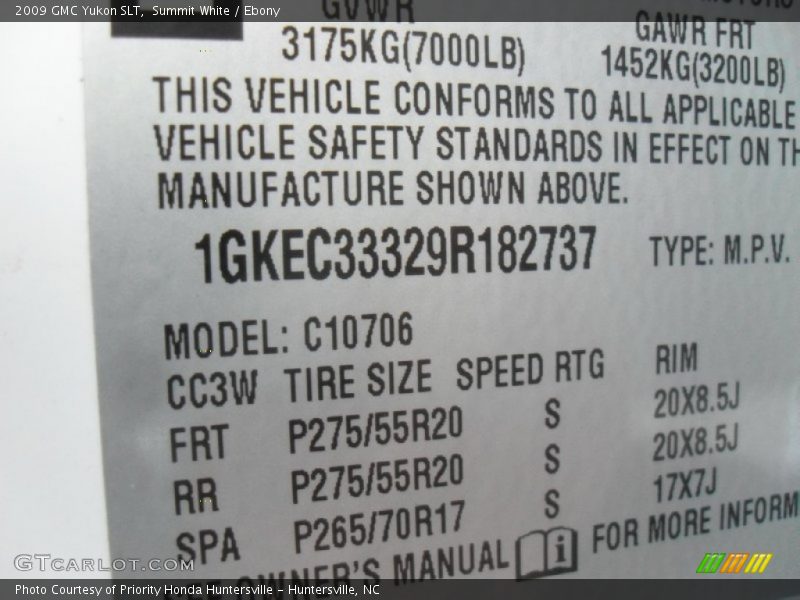 2009 GMC Yukon SLT,  Summit White / Ebony
GVWR
GAWR FRT
3175KG(7000LB)
1452KG(3200LB)
THIS VEHICLE CONFORMS TO ALL APPLICABLE
VEHICLE SAFETY STANDARDS IN EFFECT ON TH
MANUFACTURE SHOWN ABOVE.
1GKEC33329R182737 TYPE: M.P.V.
MODEL: C10706
CC3W TIRE SIZE SPEED RTG RIM
FRT P275/55R20 S 20X8.5J
RR P275/55R20 S 20X8.5J
SPA P265/70R17 S 17X7J
OWNER'S MANUAL i FOR MORE INFORM
GTCarlot.com
Photo Courtesy of Priority Honda Huntersville - Huntersville, NC